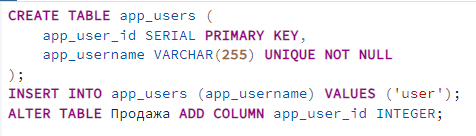 CREATE TABLE app_users (
    app_user_id SERIAL PRIMARY KEY,
    app_username VARCHAR(255) UNIQUE NOT NULL
);
INSERT INTO app_users (app_username) VALUES ('user');
ALTER TABLE Продажа ADD COLUMN app_user_id INTEGER;